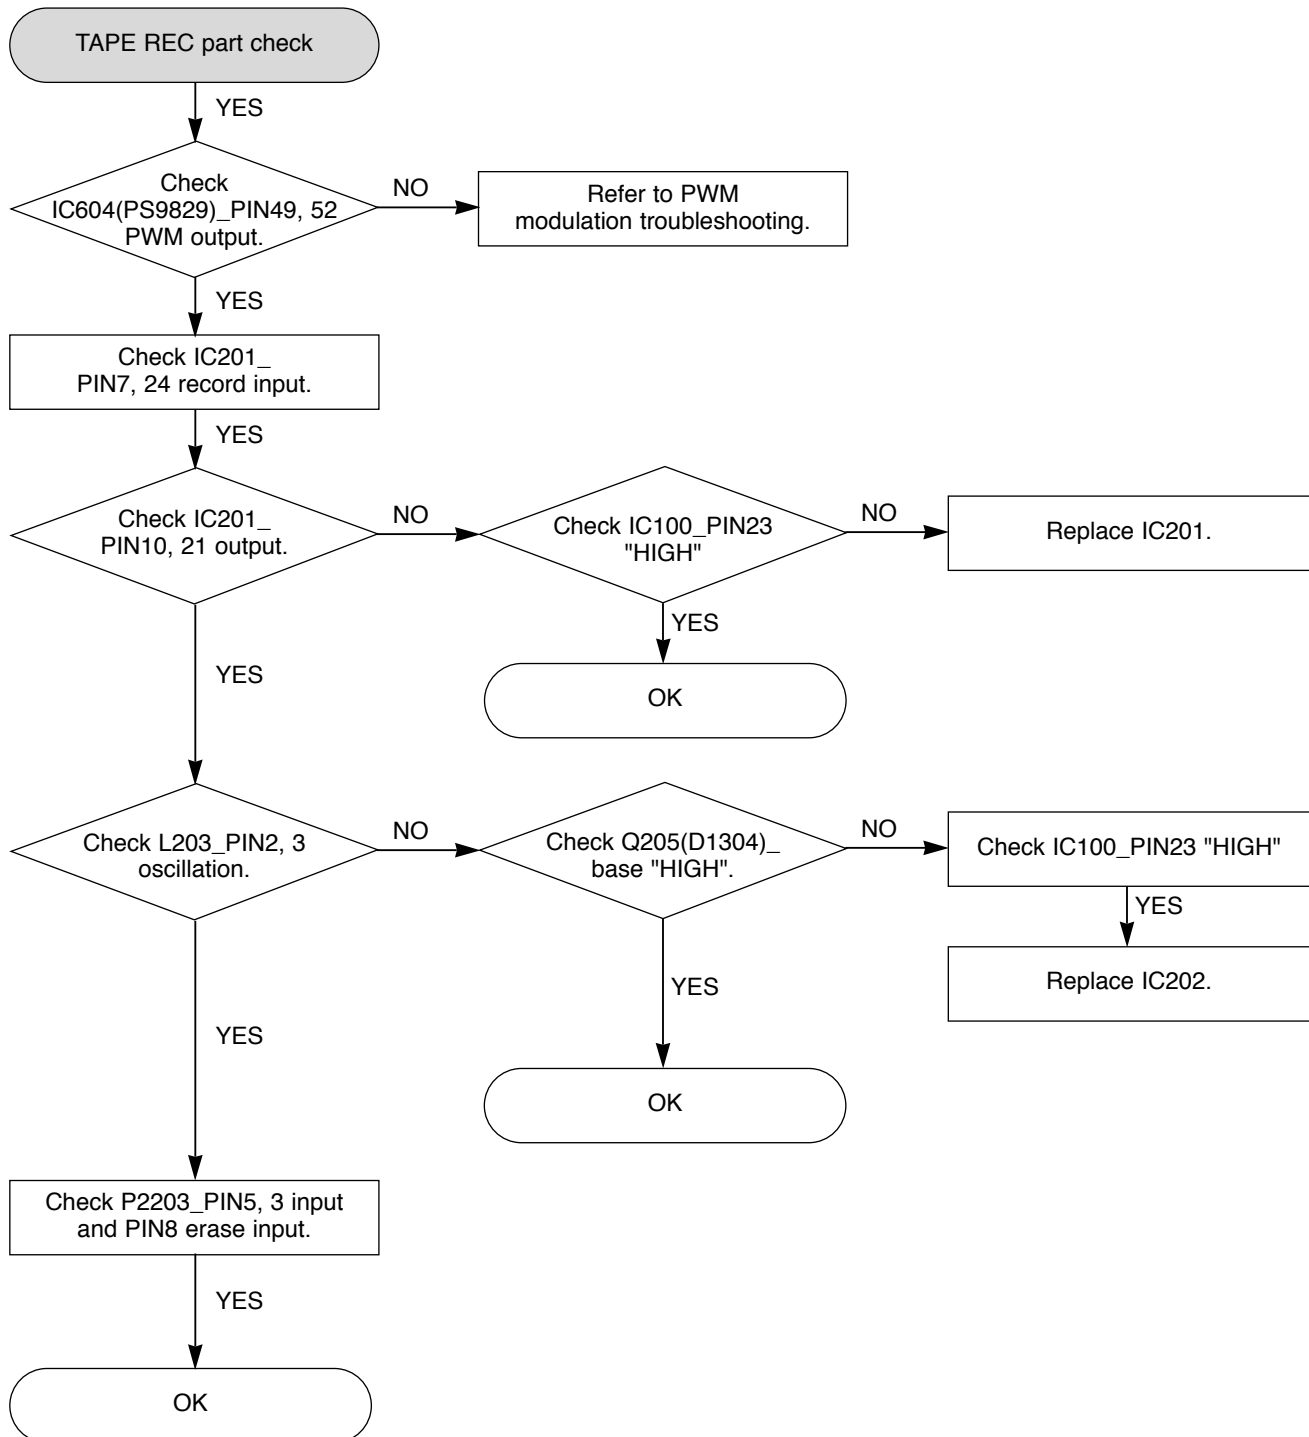 TAPE REC part check
YES
Check
IC604(PS9829)_PIN49, 52
PWM output.
NO
Refer to PWM
modulation troubleshooting.
YES
Check IC201_
PIN7, 24 record input.
YES
Check IC201_
PIN10, 21 output.
NO
Check IC100_PIN23
"HIGH"
NO
Replace IC201.
YES
OK
YES
Check L203_PIN2, 3
oscillation.
NO
Check Q205(D1304)_
base "HIGH".
NO
Check IC100_PIN23 "HIGH"
YES
Replace IC202.
YES
OK
YES
Check P2203_PIN5, 3 input
and PIN8 erase input.
YES
OK